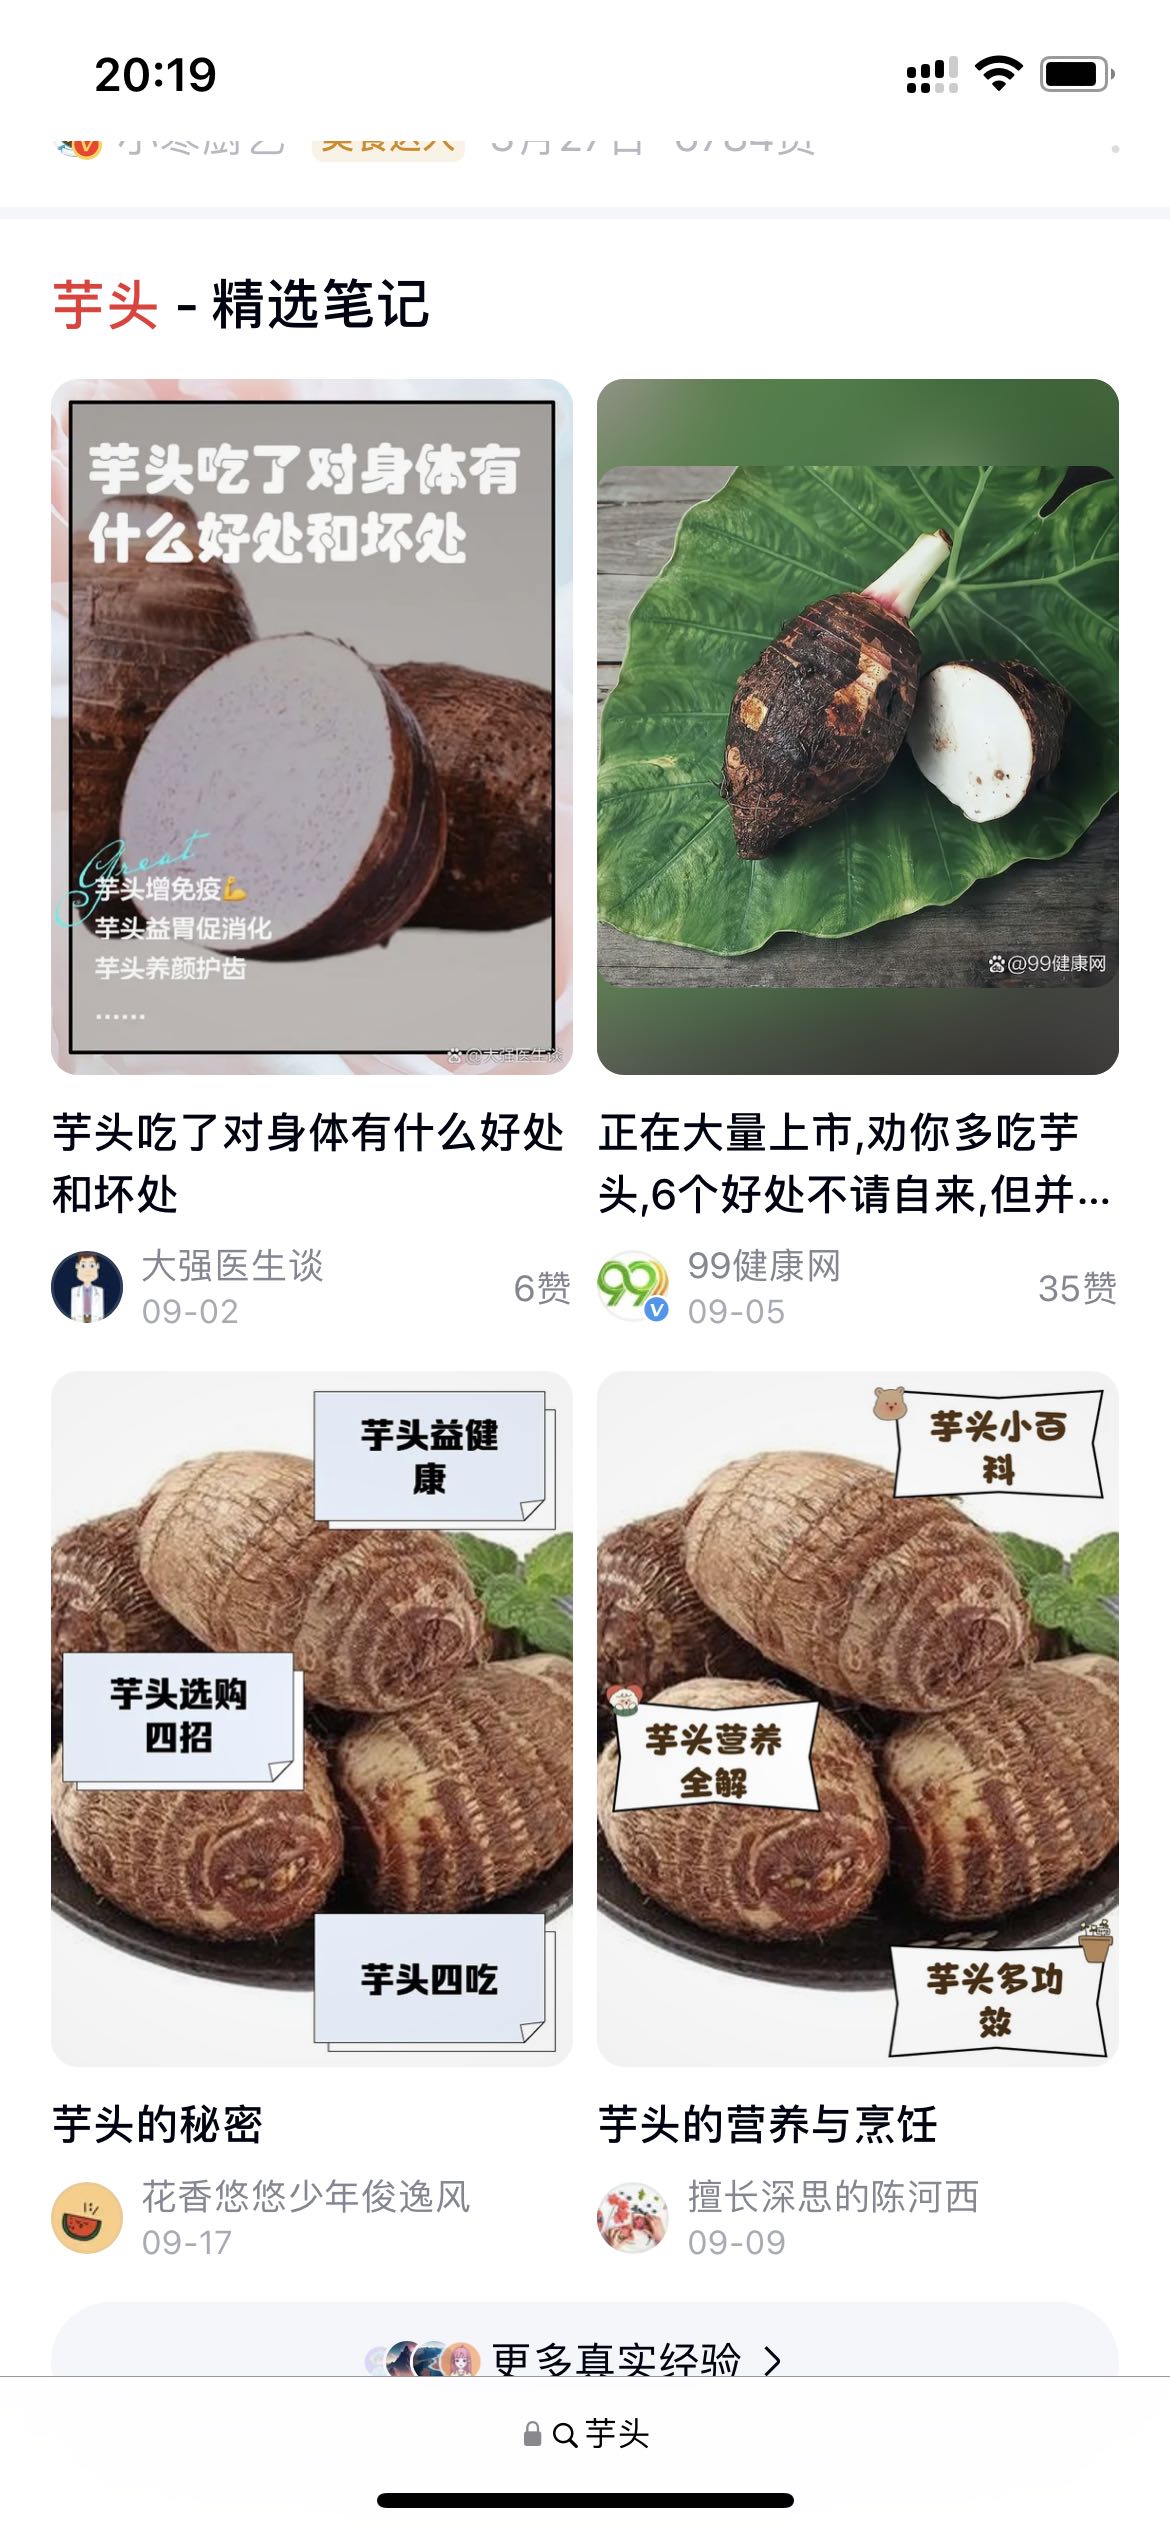 20:19
芋头 - 精选笔记
芋头吃了对身体有
什么好处和坏处
Great
芋头增免疫💪
芋头益胃促消化
芋头养颜护齿
......
@大强医生谈
@99健康网
芋头吃了对身体有什么好处
和坏处
大强医生谈
09-02
6赞
正在大量上市,劝你多吃芋
头,6个好处不请自来,但并...
99健康网
09-05
35赞
芋头益健
康
芋头选购
四招
芋头四吃
芋头小百
科
芋头营养
全解
芋头多功
效
芋头的秘密
花香悠悠少年俊逸风
09-17
芋头的营养与烹饪
擅长深思的陈河西
09-09
更多真实经验
芋头